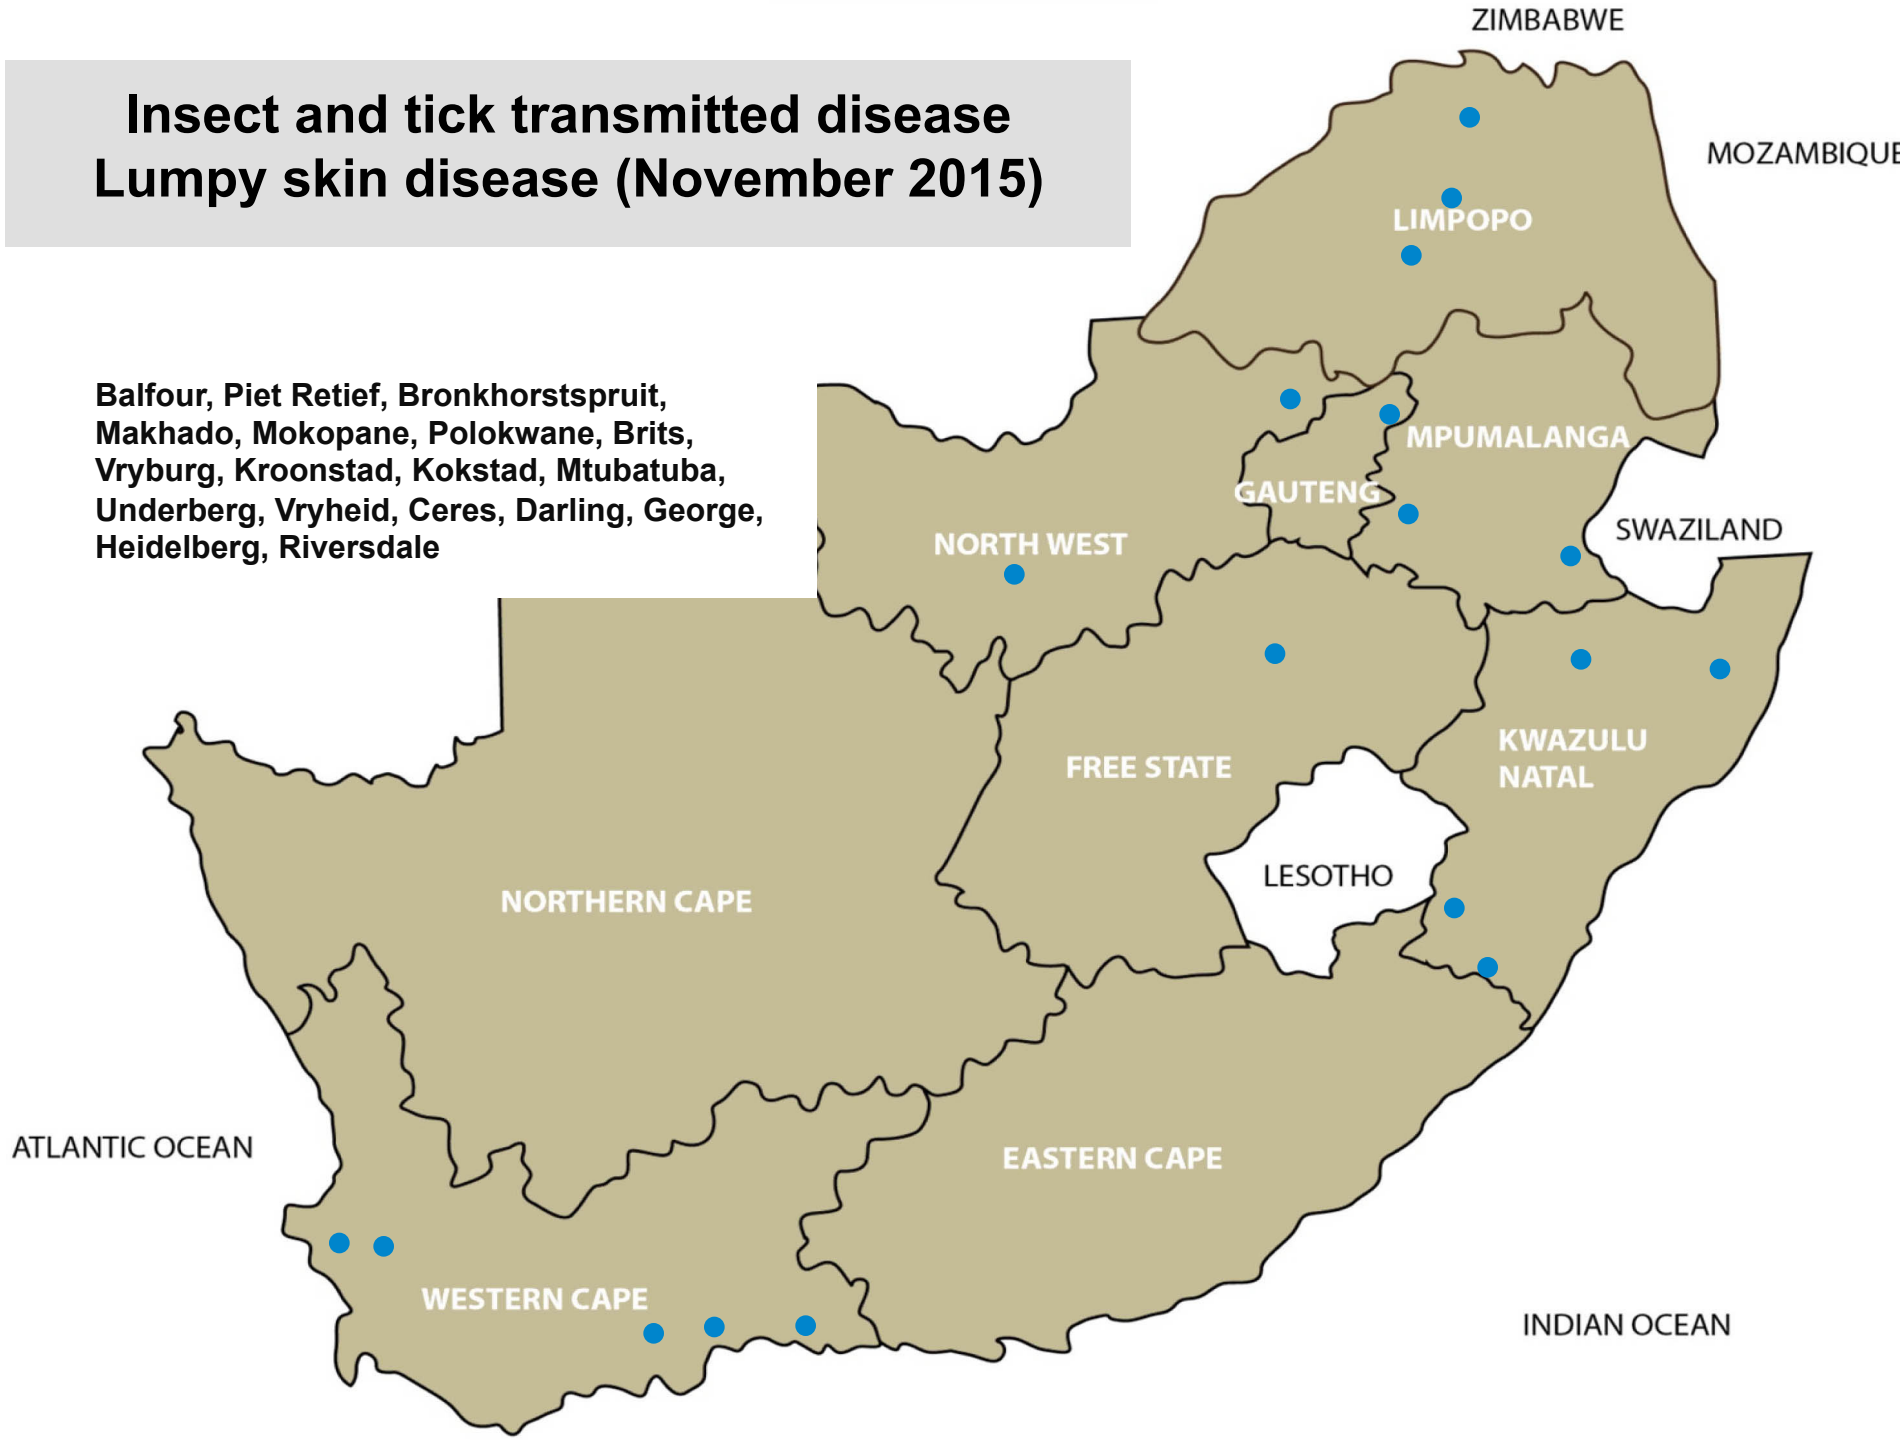 ZIMBABWE
Insect and tick transmitted disease
Lumpy skin disease (November 2015)
MOZAMBIQUE
LIMPOPO
Balfour, Piet Retief, Bronkhorstspruit,
Makhado, Mokopane, Polokwane, Brits,
Vryburg, Kroonstad, Kokstad, Mtubatuba,
Underberg, Vryheid, Ceres, Darling, George,
Heidelberg, Riversdale
MPUMALANGA
GAUTENG
NORTH WEST
SWAZILAND
KWAZULU
NATAL
FREE STATE
LESOTHO
NORTHERN CAPE
ATLANTIC OCEAN
EASTERN CAPE
WESTERN CAPE
INDIAN OCEAN